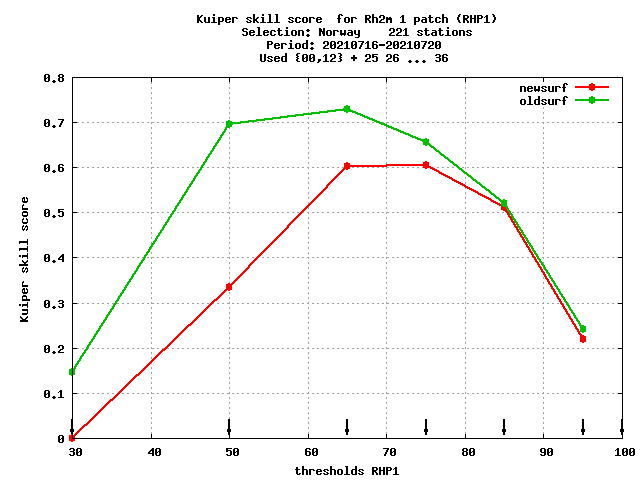 Kuiper skill score  for Rh2m 1 patch (RHP1)
Selection: Norway    221 stations
Period: 20210716-20210720
Used {00,12} + 25 26 ... 36
newsurf
oldsurf
0.8
0.7
0.6
0.5
0.4
0.3
0.2
0.1
0
Kuiper skill score
30 40 50 60 70 80 90 100
thresholds RHP1